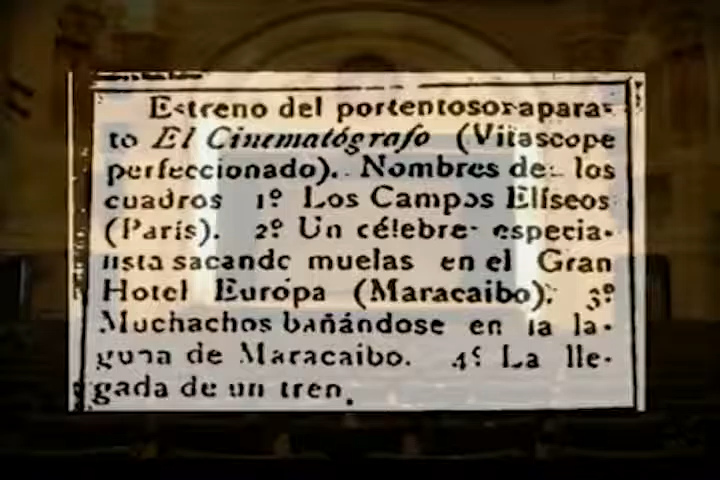 Estreno del portentoso apara-
to El Cinematógrafo (Vitascope
perfeccionado). Nombres de los
cuadros 1º Los Campos Elíseos
(París). 2º Un célebre especia-
lista sacando muelas en el Gran
Hotel Europa (Maracaibo). 3º
Muchachos bañándose en la la-
guna de Maracaibo. 4º La lle-
gada de un tren.